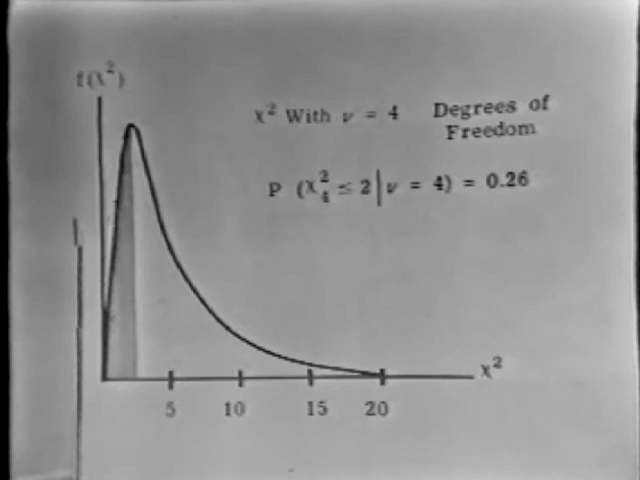 f(χ²)
χ² With ν = 4 Degrees of
Freedom
P (χ²₄ ≤ 2|ν = 4) = 0.26
χ²
5 10 15 20